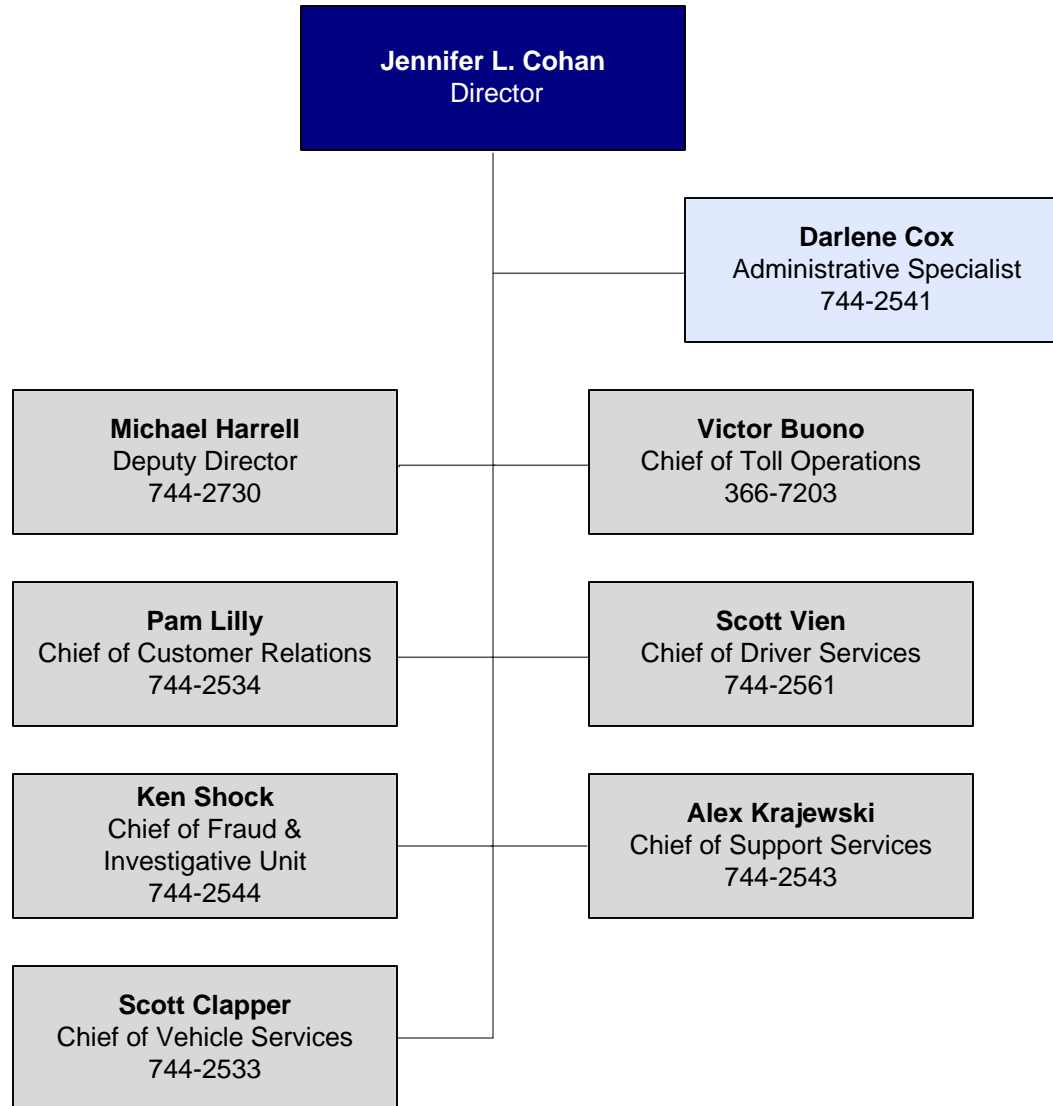 Jennifer L. Cohan
Director
Darlene Cox
Administrative Specialist
744-2541
Michael Harrell
Deputy Director
744-2730
Victor Buono
Chief of Toll Operations
366-7203
Pam Lilly
Chief of Customer Relations
744-2534
Scott Vien
Chief of Driver Services
744-2561
Ken Shock
Chief of Fraud &
Investigative Unit
744-2544
Alex Krajewski
Chief of Support Services
744-2543
Scott Clapper
Chief of Vehicle Services
744-2533